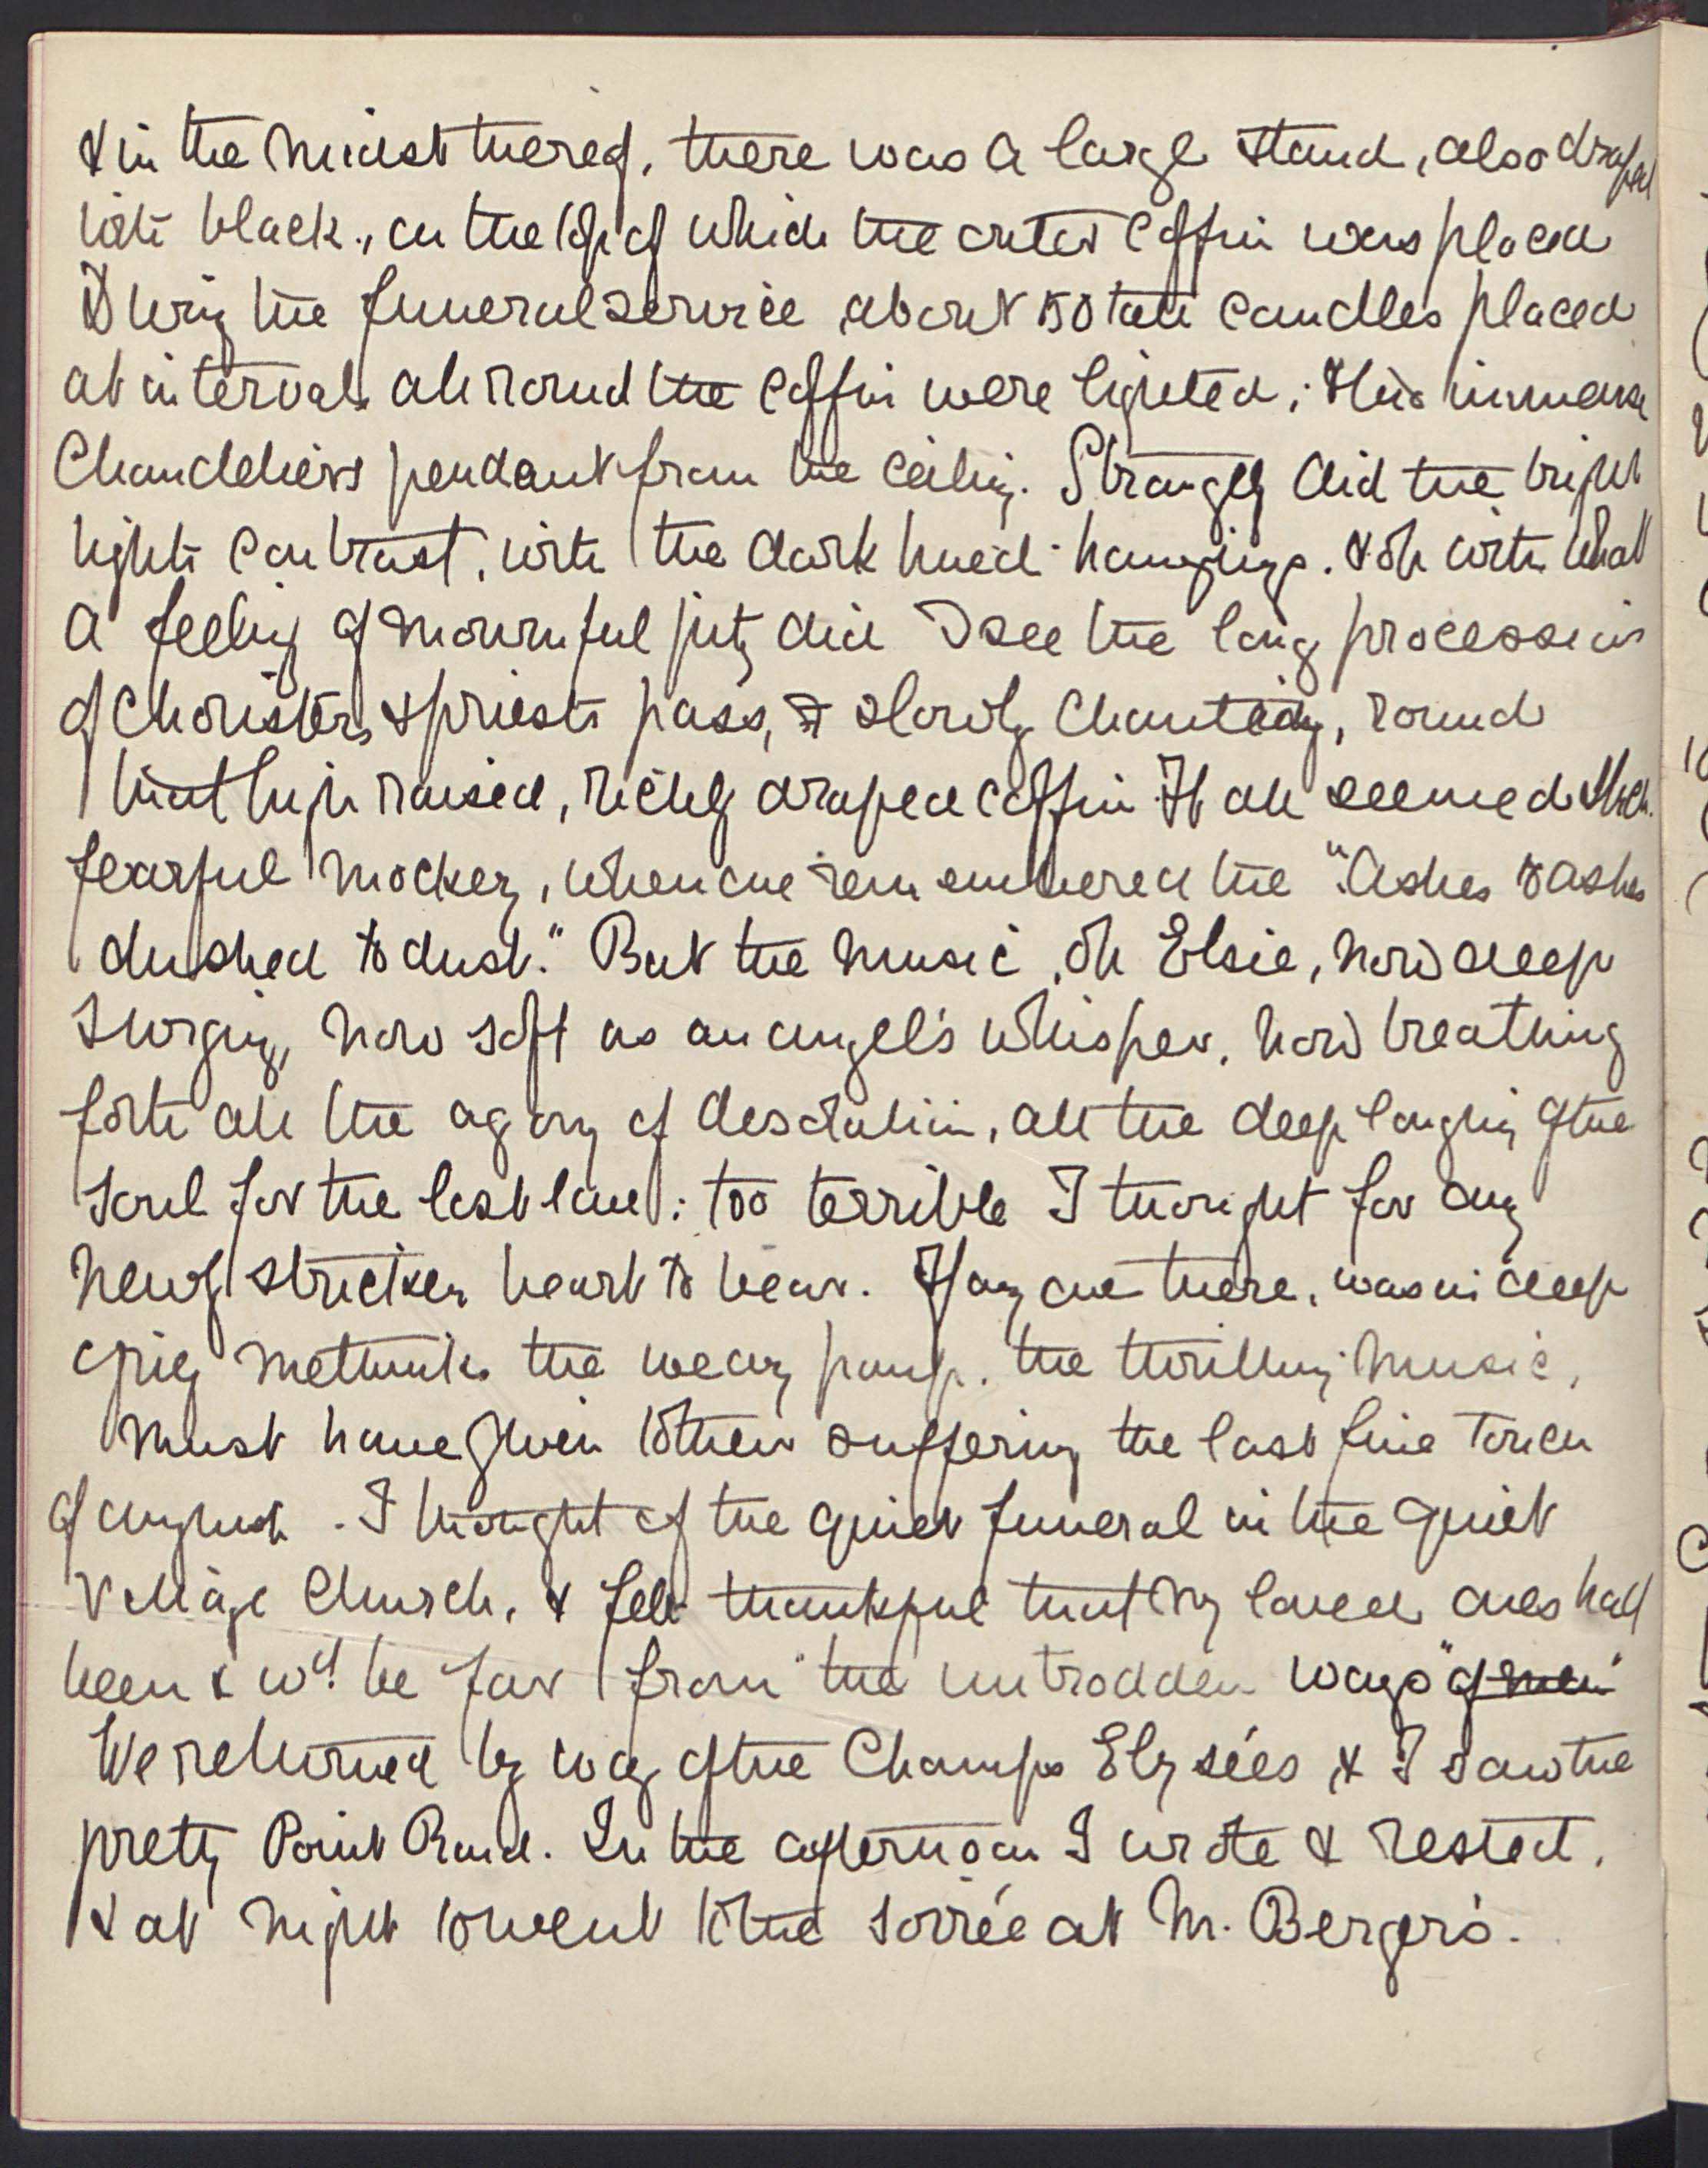 & in the midst thereof, there was a large stand, also draped
with black, on the top of which the outer coffin was placed
During the funeral service about 50 tall candles placed
at intervals all round the coffin were lighted; & the immense
Chandeliers pendant from the ceiling. Strangely did the bright
lights contrast, with the dark hued hangings. & oh with what
a feeling of mournful pity did I see the long procession
of choristers & priests pass, slowly chanting, round
that high raised, richly draped coffin. It all seemed such
fearful mockery, when one remembered the "Ashes to ashes
dust to dust." But the music, oh Elsie, now deep
surging, now soft as an angel's whisper, now breathing
forth all the agony of desolation, all the deep longing of the
soul for the lost love; too terrible I thought for any
newly stricken heart to hear. If any one there, was in deep
grief methinks the weary pomp, the thrilling music,
must have given to their suffering the last fine touch
of anguish. I thought of the quiet funeral in the quiet
Village Church, & felt thankful that my loved ones had
been & wd. be far from "the untrodden ways" of men
We returned by way of the Champs Elysées, & I saw the
pretty Point Rond. In the afternoon I wrote & rested,
& at night went to the soirée at M. Berger's.